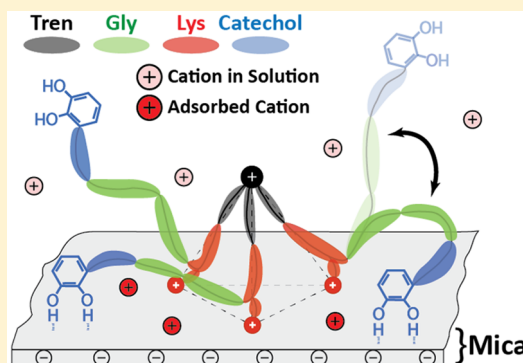 Tren Gly Lys Catechol
+ Cation in Solution
+ Adsorbed Cation
OH
OH
HO
HO
+
+
+
+
+
+
+
+
+
+
+
O O
H H
O O
H H
}Mica
− − − − − − − − −